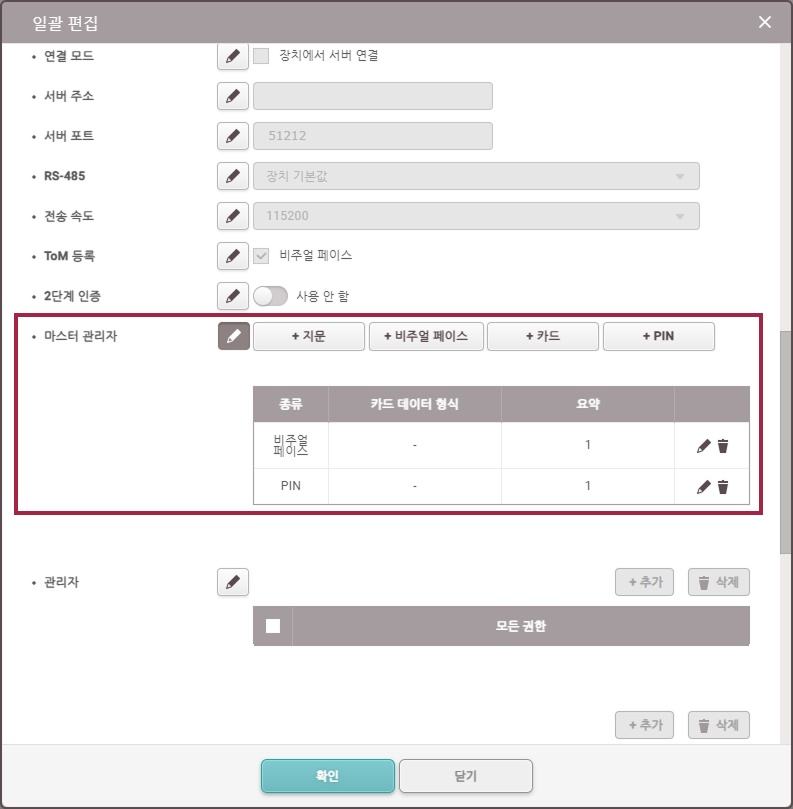 일괄 편집
연결 모드 장치에서 서버 연결
서버 주소
서버 포트 51212
RS-485 장치 기본값
전송 속도 115200
ToM 등록 비주얼 페이스
2단계 인증 사용 안 함
마스터 관리자 + 지문 + 비주얼 페이스 + 카드 + PIN
종류 카드 데이터 형식 요약
비주얼
페이스 - 1
PIN - 1
관리자 + 추가 삭제
모든 권한
+ 추가 삭제
확인 닫기